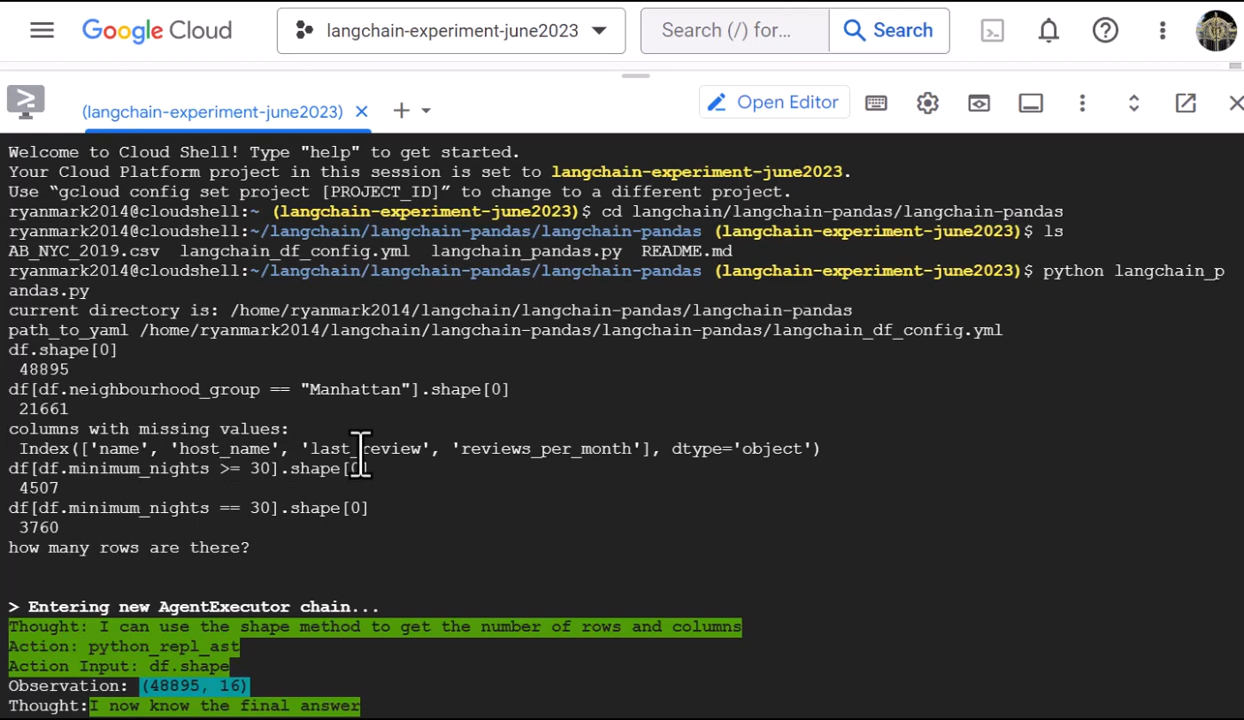 Google Cloud langchain-experiment-june2023 Search (/) for... Search
(langchain-experiment-june2023) Open Editor
Welcome to Cloud Shell! Type "help" to get started.
Your Cloud Platform project in this session is set to langchain-experiment-june2023.
Use “gcloud config set project [PROJECT_ID]” to change to a different project.
ryanmark2014@cloudshell:~ (langchain-experiment-june2023)$ cd langchain/langchain-pandas/langchain-pandas
ryanmark2014@cloudshell:~/langchain/langchain-pandas/langchain-pandas (langchain-experiment-june2023)$ ls
AB_NYC_2019.csv langchain_df_config.yml langchain_pandas.py README.md
ryanmark2014@cloudshell:~/langchain/langchain-pandas/langchain-pandas (langchain-experiment-june2023)$ python langchain_p
andas.py
current directory is: /home/ryanmark2014/langchain/langchain-pandas/langchain-pandas
path_to_yaml /home/ryanmark2014/langchain/langchain-pandas/langchain-pandas/langchain_df_config.yml
df.shape[0]
48895
df[df.neighbourhood_group == "Manhattan"].shape[0]
21661
columns with missing values:
Index(['name', 'host_name', 'last_review', 'reviews_per_month'], dtype='object')
df[df.minimum_nights >= 30].shape[0]
4507
df[df.minimum_nights == 30].shape[0]
3760
how many rows are there?
> Entering new AgentExecutor chain...
Thought: I can use the shape method to get the number of rows and columns
Action: python_repl_ast
Action Input: df.shape
Observation: (48895, 16)
Thought:I now know the final answer